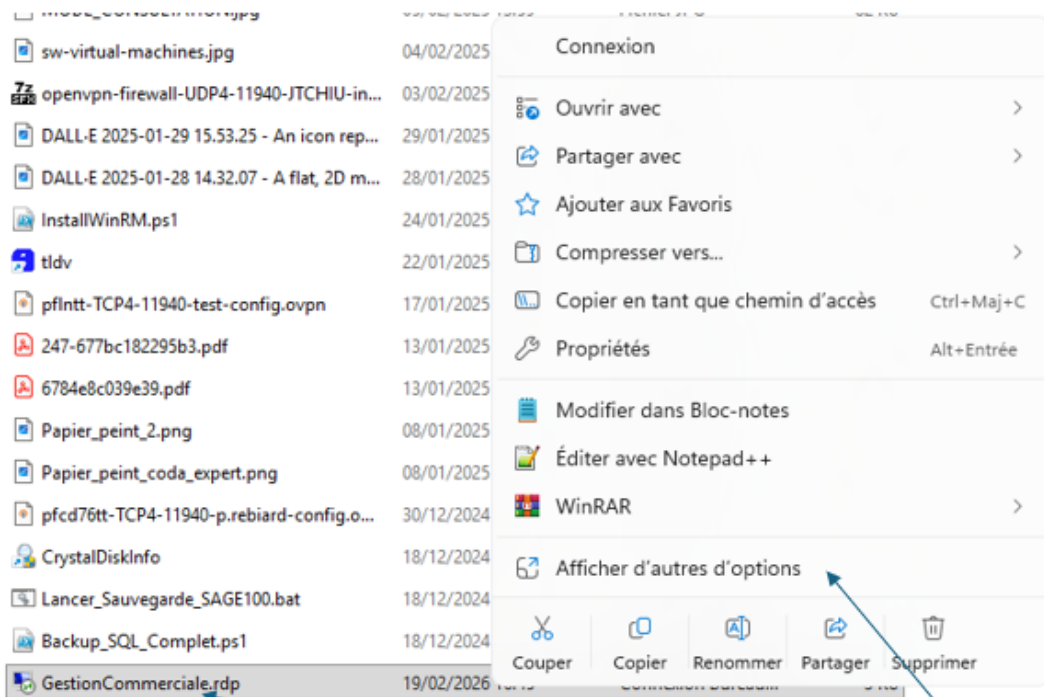 MODE_CONSULTATION.jpg
sw-virtual-machines.jpg 04/02/2025
openvpn-firewall-UDP4-11940-JTCHIU-in... 03/02/2025
DALL·E 2025-01-29 15.53.25 - An icon rep... 29/01/2025
DALL·E 2025-01-28 14.32.07 - A flat, 2D m... 28/01/2025
InstallWinRM.ps1 24/01/2025
tldv 22/01/2025
pflntt-TCP4-11940-test-config.ovpn 17/01/2025
247-677bc182295b3.pdf 13/01/2025
6784e8c039e39.pdf 13/01/2025
Papier_peint_2.png 08/01/2025
Papier_peint_coda_expert.png 08/01/2025
pfcd76tt-TCP4-11940-p.rebiard-config.o... 30/12/2024
CrystalDiskInfo 18/12/2024
Lancer_Sauvegarde_SAGE100.bat 18/12/2024
Backup_SQL_Complet.ps1 18/12/2024
GestionCommerciale.rdp 19/02/2026
Connexion
Ouvrir avec
Partager avec
Ajouter aux Favoris
Compresser vers...
Copier en tant que chemin d'accès Ctrl+Maj+C
Propriétés Alt+Entrée
Modifier dans Bloc-notes
Éditer avec Notepad++
WinRAR
Afficher d'autres d'options
Couper Copier Renommer Partager Supprimer